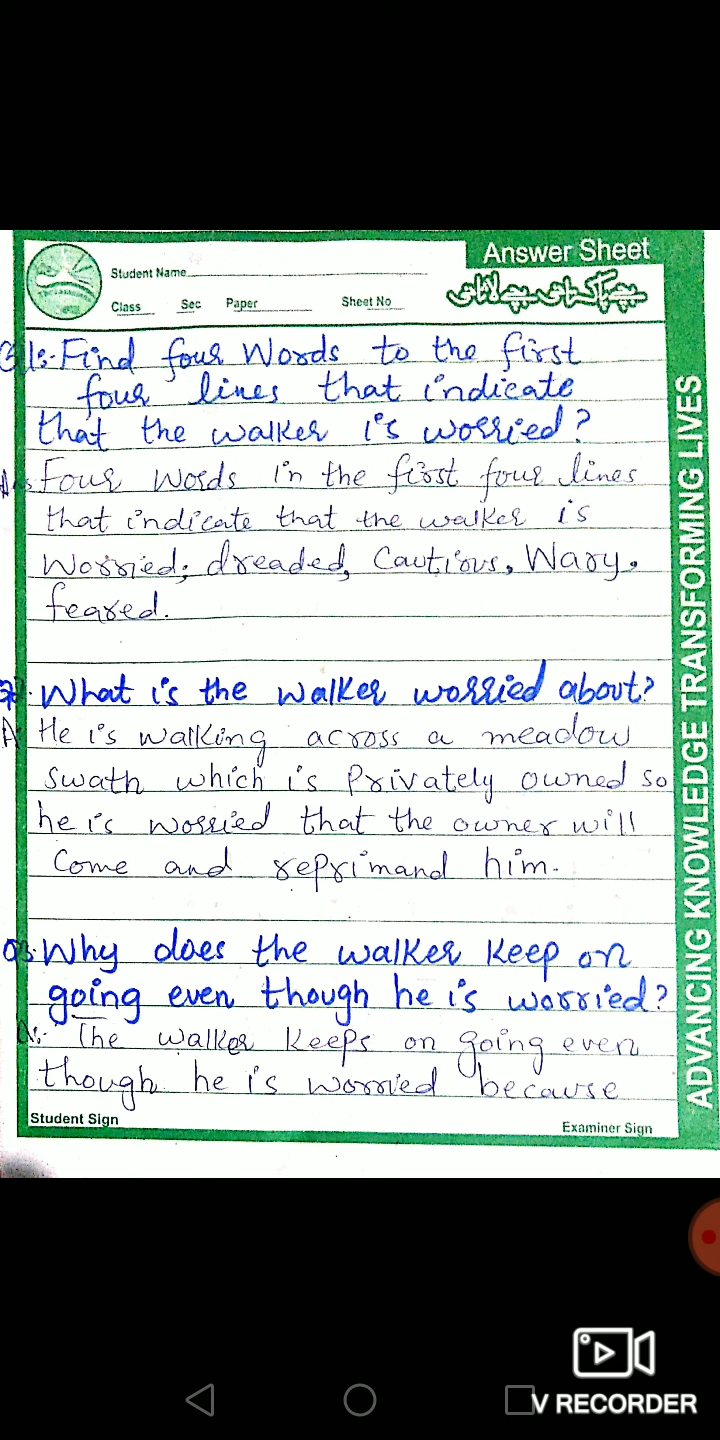 Answer Sheet
Student Name
Class Sec Paper Sheet No
Q1:- Find four Words to the first
four lines that indicate
that the walker is worried?
Ans: Four Words in the first four lines
that indicate that the walker is
Worried; dreaded, Cautious, Wary,
feared.
What is the walker worried about?
A He is walking across a meadow
swath which is Privately owned so
he is worried that the owner will
Come and reprimand him.
Q3. Why does the walker Keep on
going even though he is worried?
A:- The walker Keeps on going even
though he is worried because
Student Sign
Examiner Sign
ADVANCING KNOWLEDGE TRANSFORMING LIVES
V RECORDER